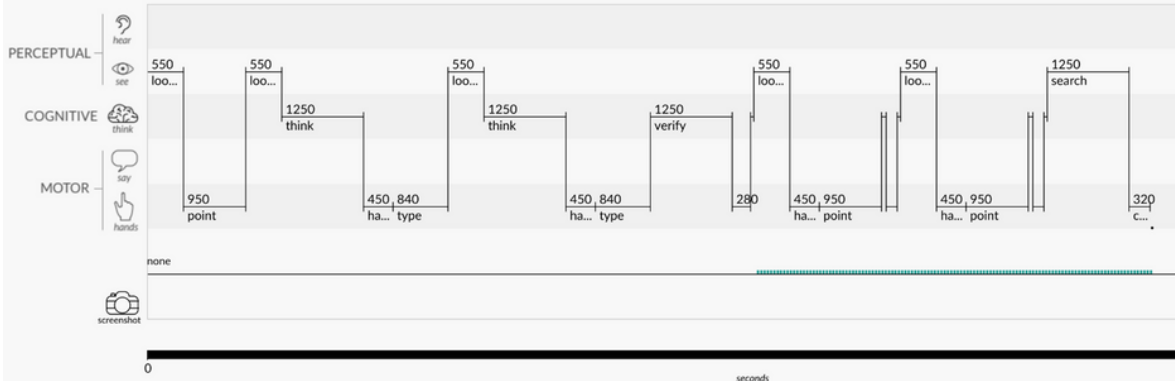 PERCEPTUAL
hear
see
COGNITIVE
think
say
MOTOR
hands
550 550 550 550 550 1250
loo... loo... loo... loo... loo... search
1250 1250 1250
think think verify
950 450 840 450 840 280 450 950 450 950 320
point ha... type ha... type ha... point ha... point c...
none
screenshot
0
seconds